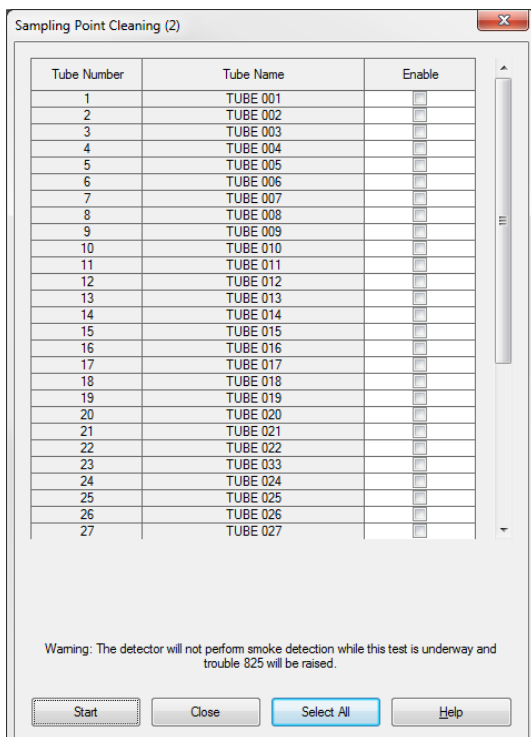 Sampling Point Cleaning (2)
Tube Number Tube Name Enable
1 TUBE 001
2 TUBE 002
3 TUBE 003
4 TUBE 004
5 TUBE 005
6 TUBE 006
7 TUBE 007
8 TUBE 008
9 TUBE 009
10 TUBE 010
11 TUBE 011
12 TUBE 012
13 TUBE 013
14 TUBE 014
15 TUBE 015
16 TUBE 016
17 TUBE 017
18 TUBE 018
19 TUBE 019
20 TUBE 020
21 TUBE 021
22 TUBE 022
23 TUBE 033
24 TUBE 024
25 TUBE 025
26 TUBE 026
27 TUBE 027
Warning: The detector will not perform smoke detection while this test is underway and
trouble 825 will be raised.
Start Close Select All Help